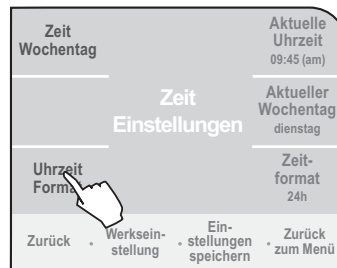 Zeit
Wochentag
Aktuelle
Uhrzeit
09:45 (am)
Zeit
Einstellungen
Aktueller
Wochentag
dienstag
Uhrzeit
Format
Zeit-
format
24h
Zurück
Werksein-
stellung
Ein-
stellungen
speichern
Zurück
zum Menü